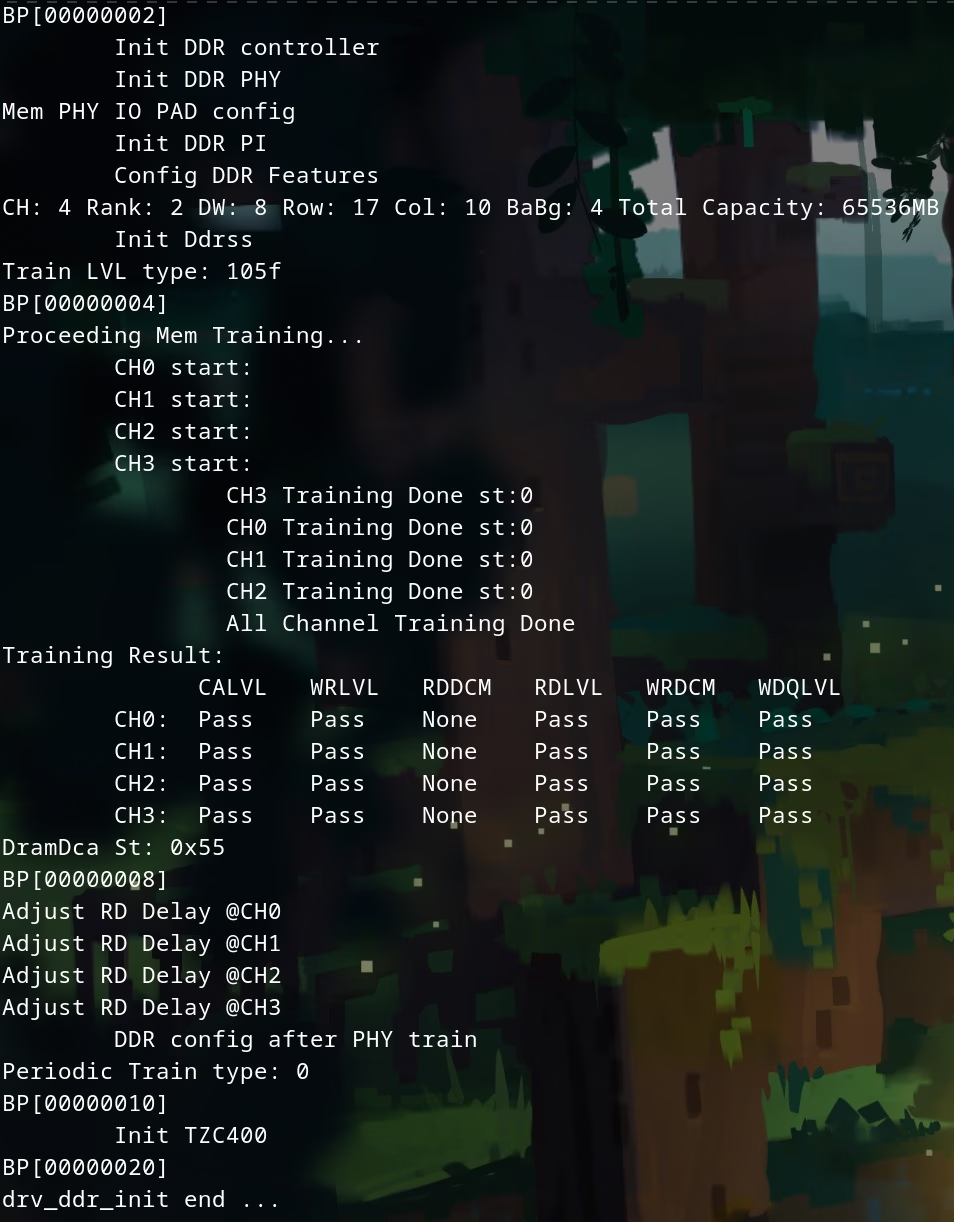 BP[00000002]
Init DDR controller
Init DDR PHY
Mem PHY IO PAD config
Init DDR PI
Config DDR Features
CH: 4 Rank: 2 DW: 8 Row: 17 Col: 10 BaBg: 4 Total Capacity: 65536MB
Init Ddrss
Train LVL type: 105f
BP[00000004]
Proceeding Mem Training...
CH0 start:
CH1 start:
CH2 start:
CH3 start:
CH3 Training Done st:0
CH0 Training Done st:0
CH1 Training Done st:0
CH2 Training Done st:0
All Channel Training Done
Training Result:
CALVL WRLVL RDDCM RDLVL WRDCM WDQLVL
CH0: Pass Pass None Pass Pass Pass
CH1: Pass Pass None Pass Pass Pass
CH2: Pass Pass None Pass Pass Pass
CH3: Pass Pass None Pass Pass Pass
DramDca St: 0x55
BP[00000008]
Adjust RD Delay @CH0
Adjust RD Delay @CH1
Adjust RD Delay @CH2
Adjust RD Delay @CH3
DDR config after PHY train
Periodic Train type: 0
BP[00000010]
Init TZC400
BP[00000020]
drv_ddr_init end ...